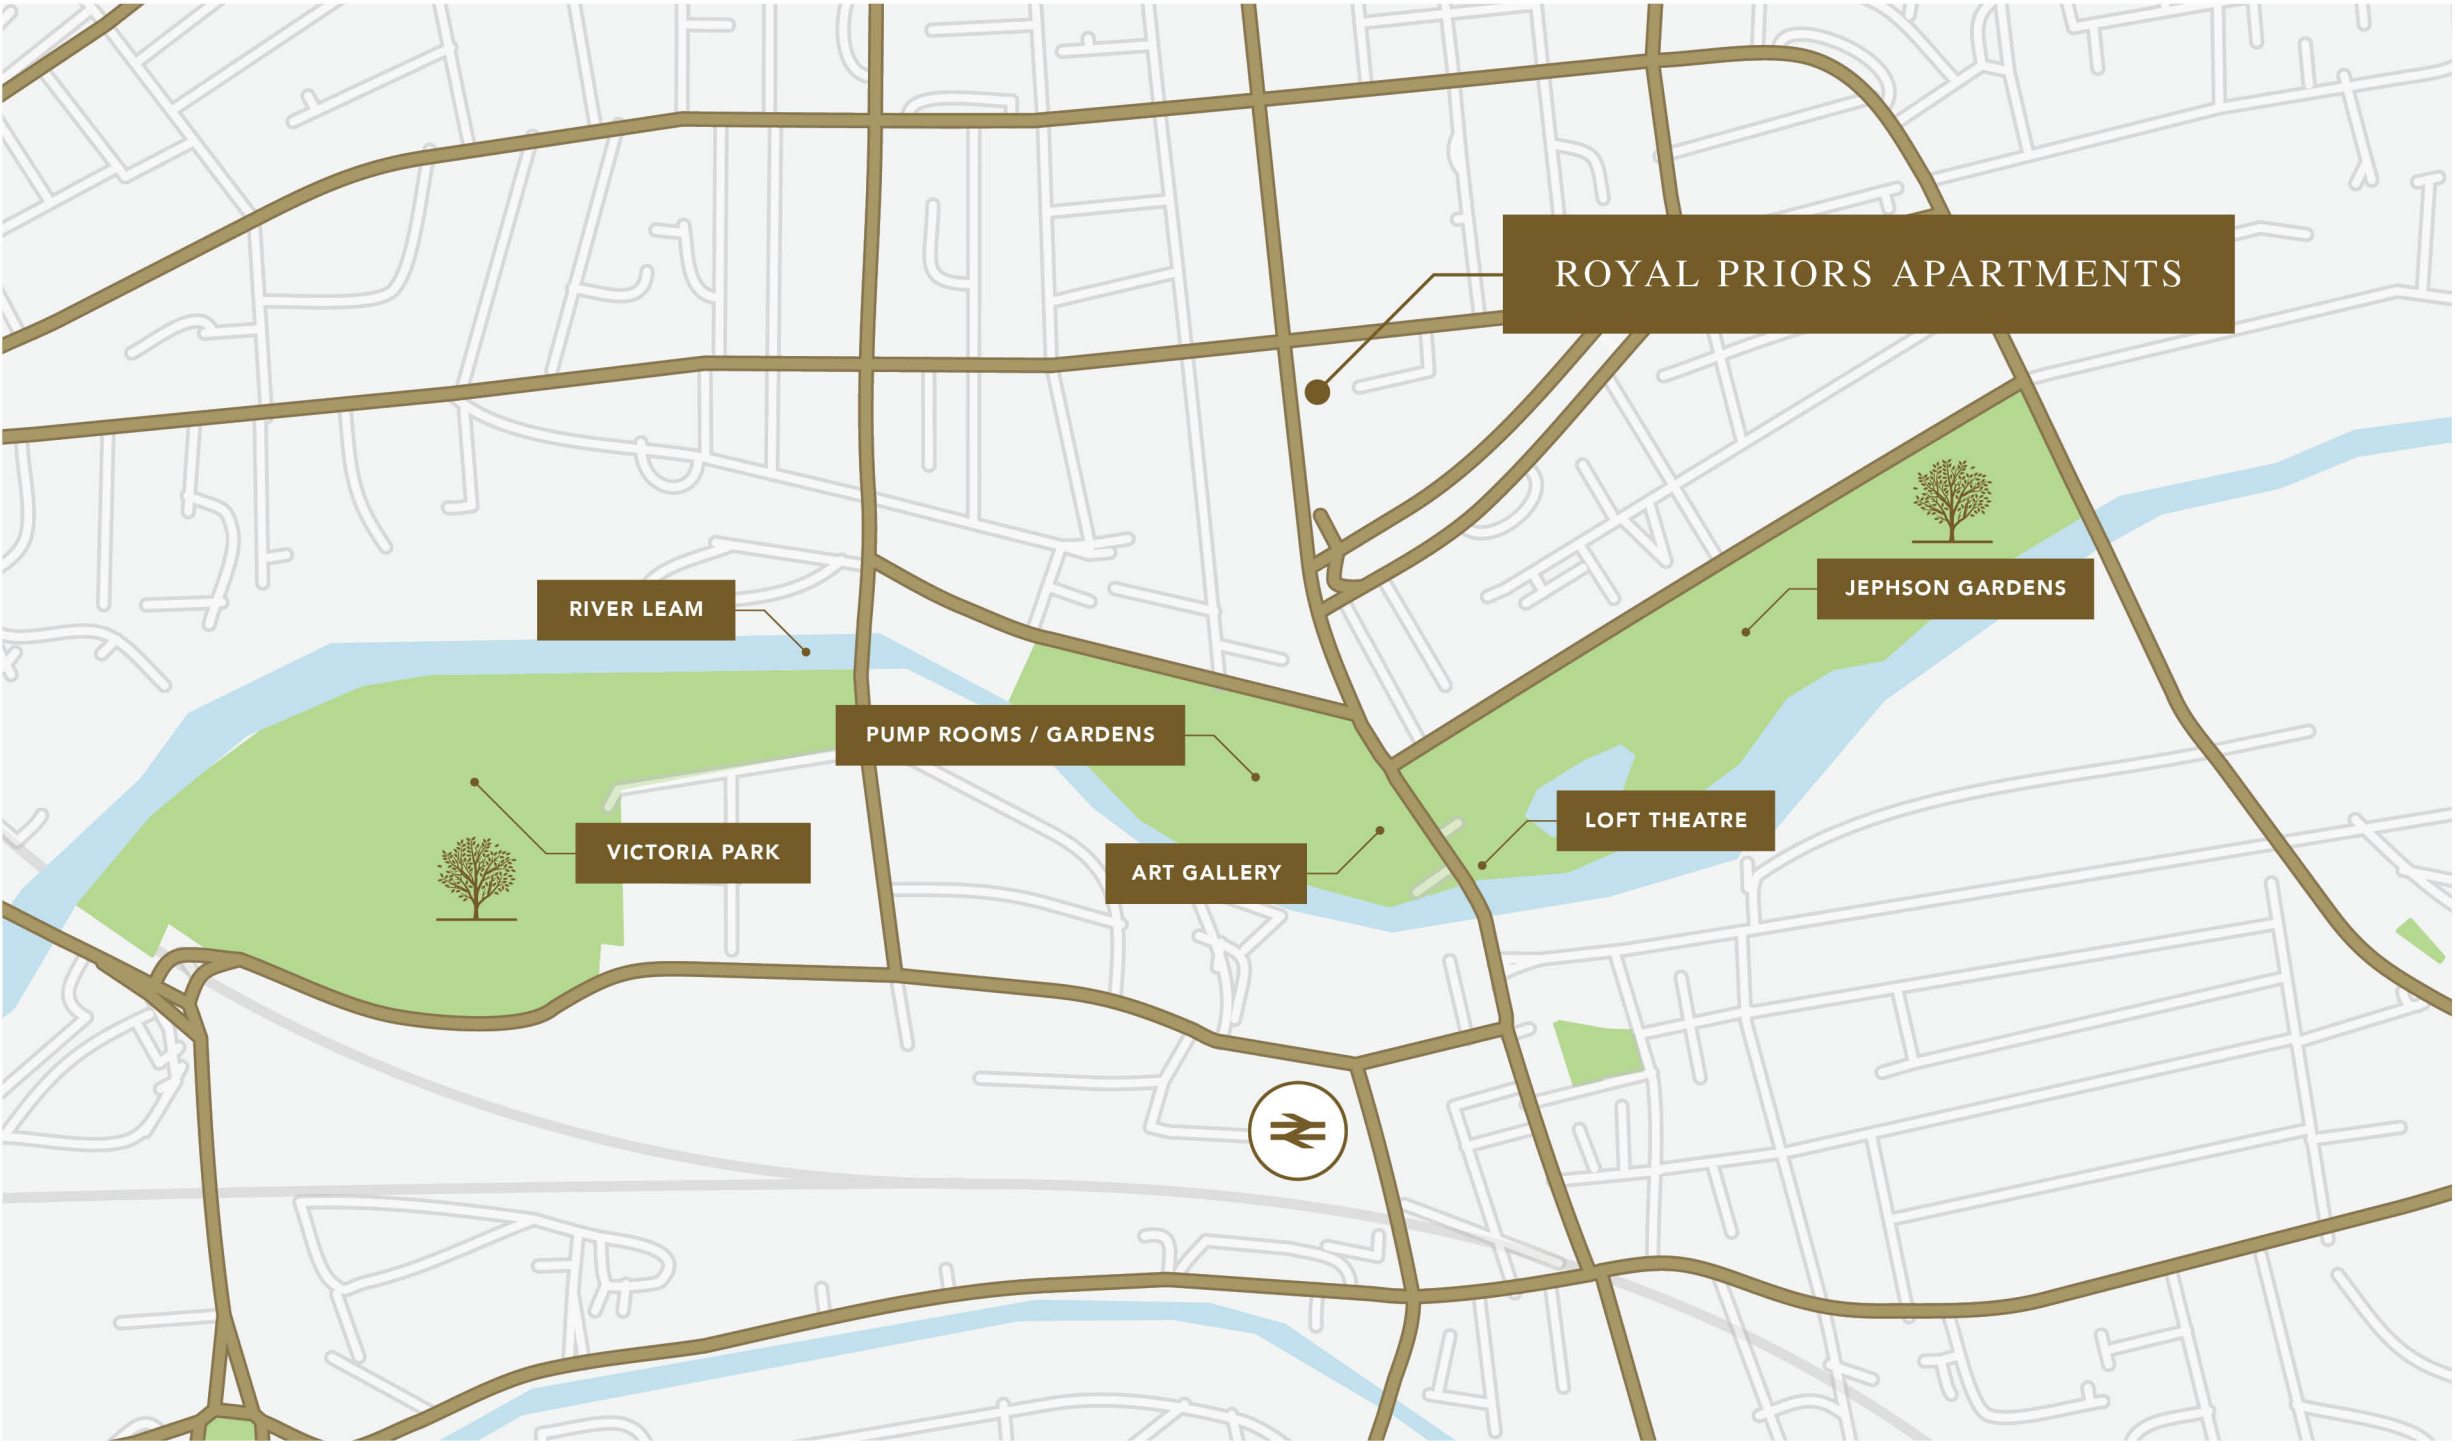 ROYAL PRIORS APARTMENTS
JEPHSON GARDENS
RIVER LEAM
PUMP ROOMS / GARDENS
LOFT THEATRE
VICTORIA PARK
ART GALLERY